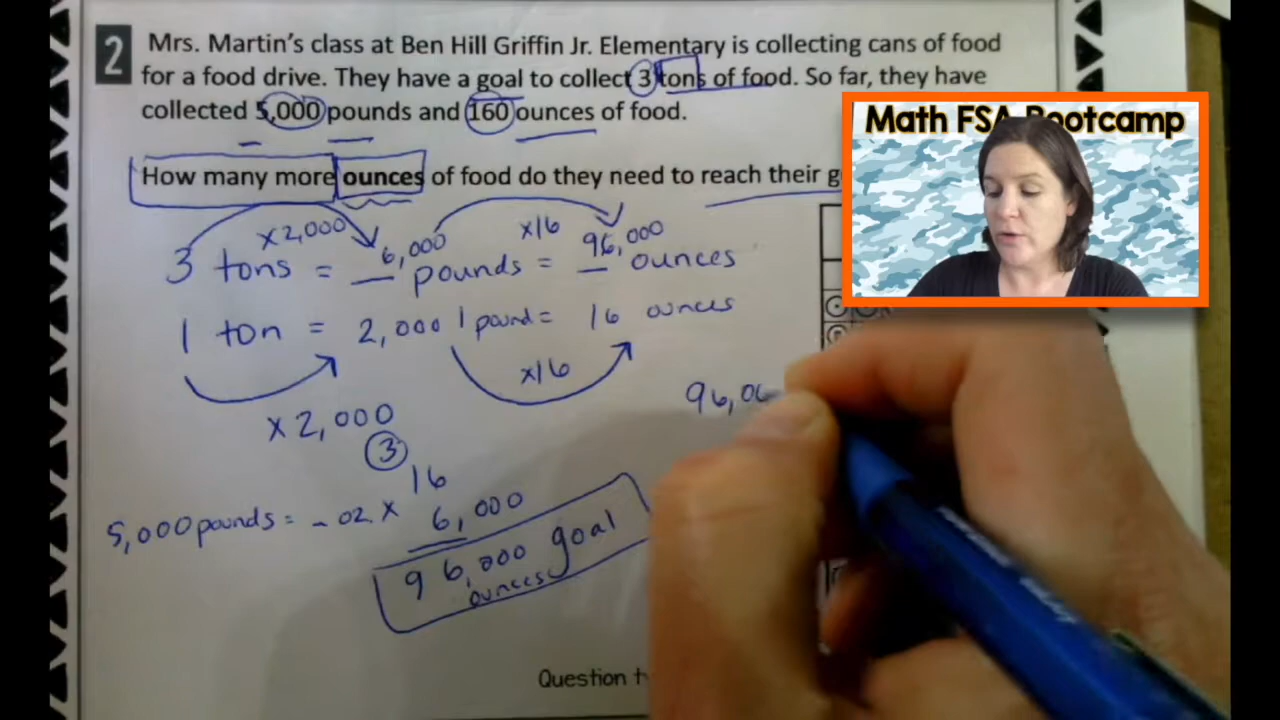 2
Mrs. Martin's class at Ben Hill Griffin Jr. Elementary is collecting cans of food
for a food drive. They have a goal to collect 3 tons of food. So far, they have
collected 5,000 pounds and 160 ounces of food.
Math FSA Bootcamp
How many more ounces of food do they need to reach their g
x2,000 x16
6,000 96,000
3 tons = _ pounds = _ ounces
1 ton = 2,000 1 pound = 16 ounces
x16
x2,000
96,00
3
16
5,000 pounds = _ oz. x 6,000
96,000 goal
ounces
Question